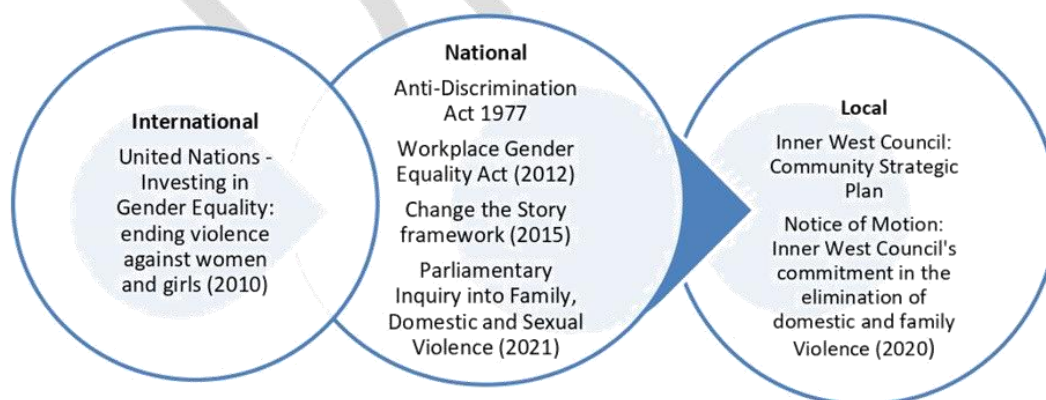 International
United Nations -
Investing in
Gender Equality:
ending violence
against women
and girls (2010)
National
Anti-Discrimination
Act 1977
Workplace Gender
Equality Act (2012)
Change the Story
framework (2015)
Parliamentary
Inquiry into Family,
Domestic and Sexual
Violence (2021)
Local
Inner West Council:
Community Strategic
Plan
Notice of Motion:
Inner West Council's
commitment in the
elimination of
domestic and family
Violence (2020)